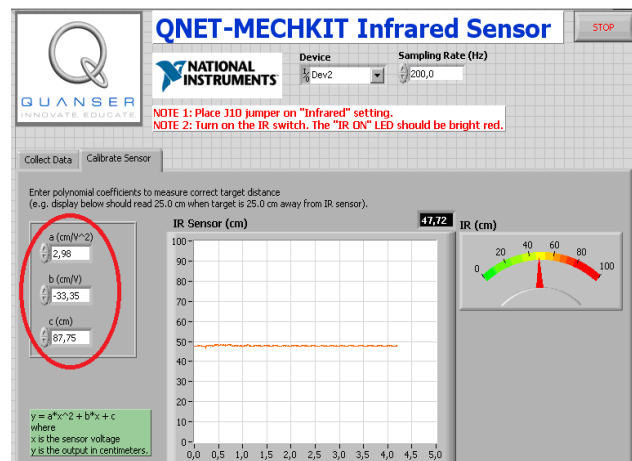 QNET-MECHKIT Infrared Sensor
STOP
QUANSER
INNOVATE. EDUCATE.
NATIONAL INSTRUMENTS
Device
Dev2
Sampling Rate (Hz)
200,0
NOTE 1: Place J10 jumper on "Infrared" setting.
NOTE 2: Turn on the IR switch. The "IR ON" LED should be bright red.
Collect Data
Calibrate Sensor
Enter polynomial coefficients to measure correct target distance
(e.g. display below should read 25.0 cm when target is 25.0 cm away from IR sensor).
a (cm/V^2)
2,98
b (cm/V)
-33,35
c (cm)
87,75
y = a*x^2 + b*x + c
where
x is the sensor voltage
y is the output in centimeters.
IR Sensor (cm)
47,72
100
90
80
70
60
50
40
30
20
10
0
0,0 0,5 1,0 1,5 2,0 2,5 3,0 3,5 4,0 4,5 5,0
IR (cm)
0 20 40 60 80 100